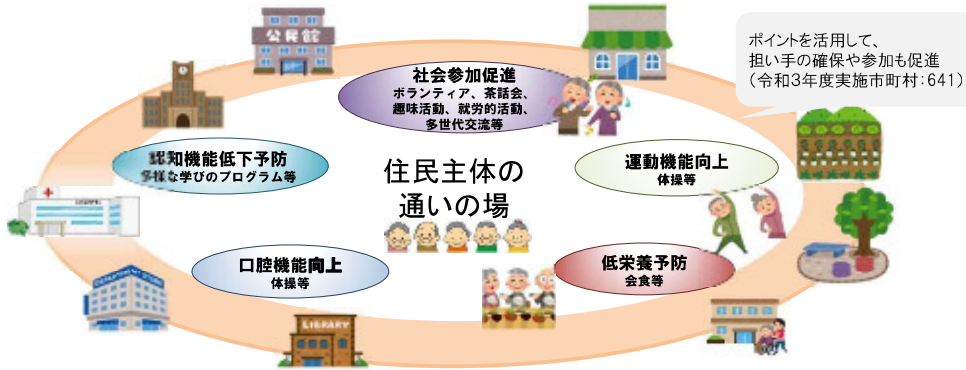 公民館
社会参加促進
ボランティア、茶話会、
趣味活動、就労的活動、
多世代交流等
ポイントを活用して、
担い手の確保や参加も促進
（令和3年度実施市町村：641）
認知機能低下予防
多様な学びのプログラム等
住民主体の
通いの場
運動機能向上
体操等
口腔機能向上
体操等
低栄養予防
会食等
DEPARTMENT STORE
LIBRARY